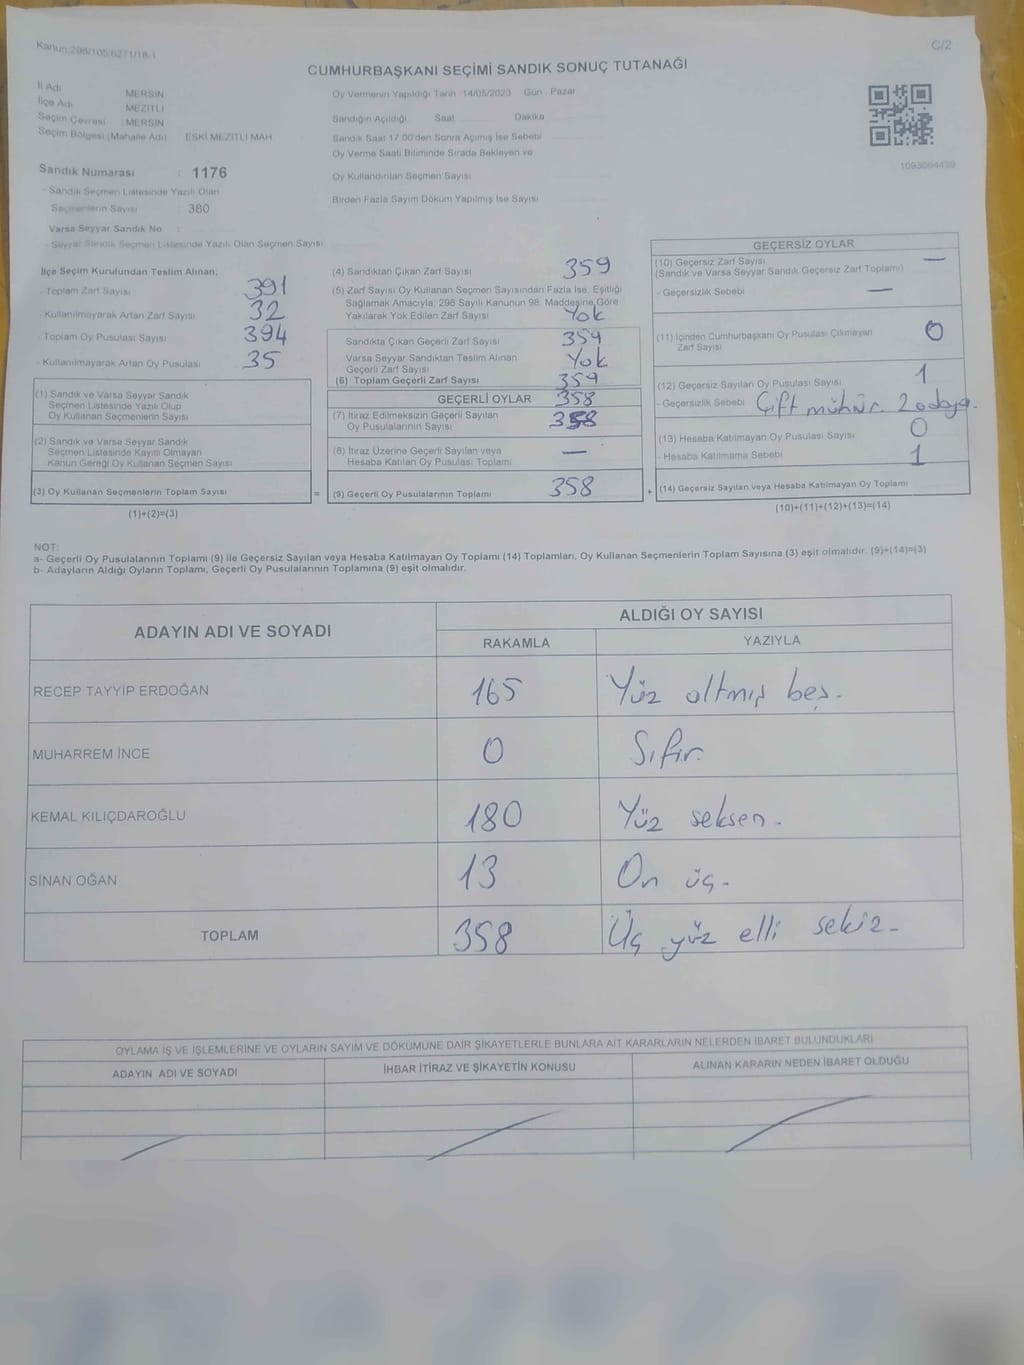 Kanun:298/105,6271/18-1
C/2
CUMHURBAŞKANI SEÇİMİ SANDIK SONUÇ TUTANAĞI
İl Adı MERSİN
İlçe Adı : MEZİTLİ
Seçim Çevresi : MERSİN
Seçim Bölgesi (Mahalle Adı) ESKİ MEZİTLİ MAH
Sandık Numarası : 1176
- Sandık Seçmen Listesinde Yazılı Olan
Seçmenlerin Sayısı : 380
Varsa Seyyar Sandık No :
- Seyyar Sandık Seçmen Listesinde Yazılı Olan Seçmen Sayısı
Oy Vermenin Yapıldığı Tarih 14/05/2023 Gün Pazar
Sandığın Açıldığı Saat Dakika
Sandık Saat 17.00'den Sonra Açılmış İse Sebebi
Oy Verme Saati Bitiminde Sırada Bekleyen ve
Oy Kullandırılan Seçmen Sayısı
Birden Fazla Sayım Döküm Yapılmış İse Sayısı
1093664429
İlçe Seçim Kurulundan Teslim Alınan;
- Toplam Zarf Sayısı 391
Kullanılmayarak Artan Zarf Sayısı 32
Toplam Oy Pusulası Sayısı 394
- Kullanılmayarak Artan Oy Pusulası 35
(1) Sandık ve Varsa Seyyar Sandık
Seçmen Listesinde Yazılı Olup
Oy Kullanan Seçmenlerin Sayısı
(2) Sandık ve Varsa Seyyar Sandık
Seçmen Listesinde Kayıtlı Olmayan
Kanun Gereği Oy Kullanan Seçmen Sayısı
(3) Oy Kullanan Seçmenlerin Toplam Sayısı =
(1)+(2)=(3)
(4) Sandıktan Çıkan Zarf Sayısı 359
(5) Zarf Sayısı Oy Kullanan Seçmen Sayısından Fazla İse, Eşitliği
Sağlamak Amacıyla, 298 Sayılı Kanunun 98. Maddesine Göre
Yakılarak Yok Edilen Zarf Sayısı Yok
Sandıkta Çıkan Geçerli Zarf Sayısı 359
Varsa Seyyar Sandıktan Teslim Alınan
Geçerli Zarf Sayısı Yok
(6) Toplam Geçerli Zarf Sayısı 359
GEÇERLİ OYLAR 358
(7) İtiraz Edilmeksizin Geçerli Sayılan
Oy Pusulalarının Sayısı 358
(8) İtiraz Üzerine Geçerli Sayılan veya
Hesaba Katılan Oy Pusulası Toplamı —
(9) Geçerli Oy Pusulalarının Toplamı 358 +
GEÇERSİZ OYLAR
(10) Geçersiz Zarf Sayısı —
(Sandık ve Varsa Seyyar Sandık Geçersiz Zarf Toplamı)
- Geçersizlik Sebebi —
(11) İçinden Cumhurbaşkanı Oy Pusulası Çıkmayan
Zarf Sayısı 0
(12) Geçersiz Sayılan Oy Pusulası Sayısı 1
- Geçersizlik Sebebi Çift mühür. 2 adaya.
(13) Hesaba Katılmayan Oy Pusulası Sayısı 0
- Hesaba Katılmama Sebebi 1
(14) Geçersiz Sayılan veya Hesaba Katılmayan Oy Toplamı
(10)+(11)+(12)+(13)=(14)
NOT:
a- Geçerli Oy Pusulalarının Toplamı (9) ile Geçersiz Sayılan veya Hesaba Katılmayan Oy Toplamı (14) Toplamları, Oy Kullanan Seçmenlerin Toplam Sayısına (3) eşit olmalıdır. (9)+(14)=(3)
b- Adayların Aldığı Oyların Toplamı, Geçerli Oy Pusulalarının Toplamına (9) eşit olmalıdır.
ADAYIN ADI VE SOYADI
ALDIĞI OY SAYISI
RAKAMLA YAZIYLA
RECEP TAYYİP ERDOĞAN 165 Yüz altmış beş.
MUHARREM İNCE 0 Sıfır.
KEMAL KILIÇDAROĞLU 180 Yüz seksen.
SİNAN OĞAN 13 On üç.
TOPLAM 358 Üç yüz elli sekiz.
OYLAMA İŞ VE İŞLEMLERİNE VE OYLARIN SAYIM VE DÖKÜMÜNE DAİR ŞİKAYETLERLE BUNLARA AİT KARARLARIN NELERDEN İBARET BULUNDUKLARI
ADAYIN ADI VE SOYADI İHBAR İTİRAZ VE ŞİKAYETİN KONUSU ALINAN KARARIN NEDEN İBARET OLDUĞU